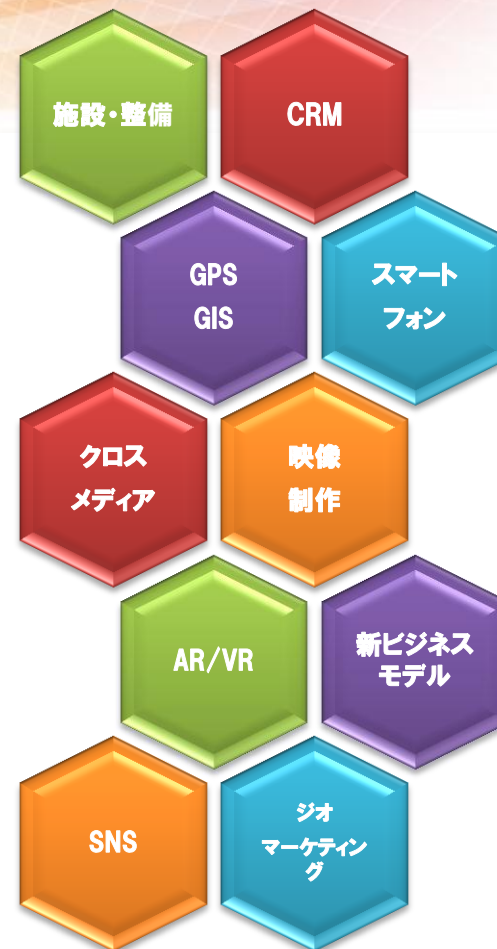 施設・整備
CRM
GPS
GIS
スマート
フォン
クロス
メディア
映像
制作
AR/VR
新ビジネス
モデル
SNS
ジオ
マーケティン
グ